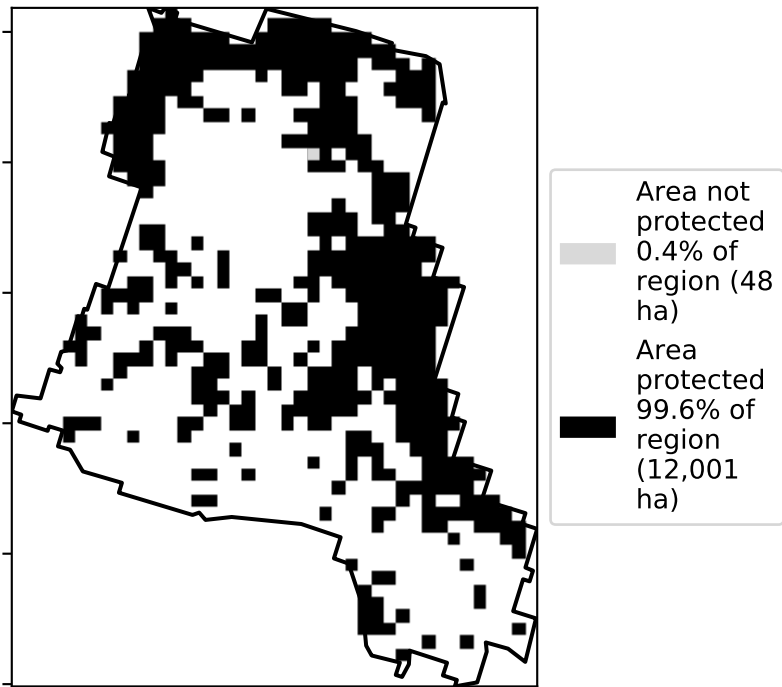 Area not
protected
0.4% of
region (48
ha)
Area
protected
99.6% of
region
(12,001
ha)